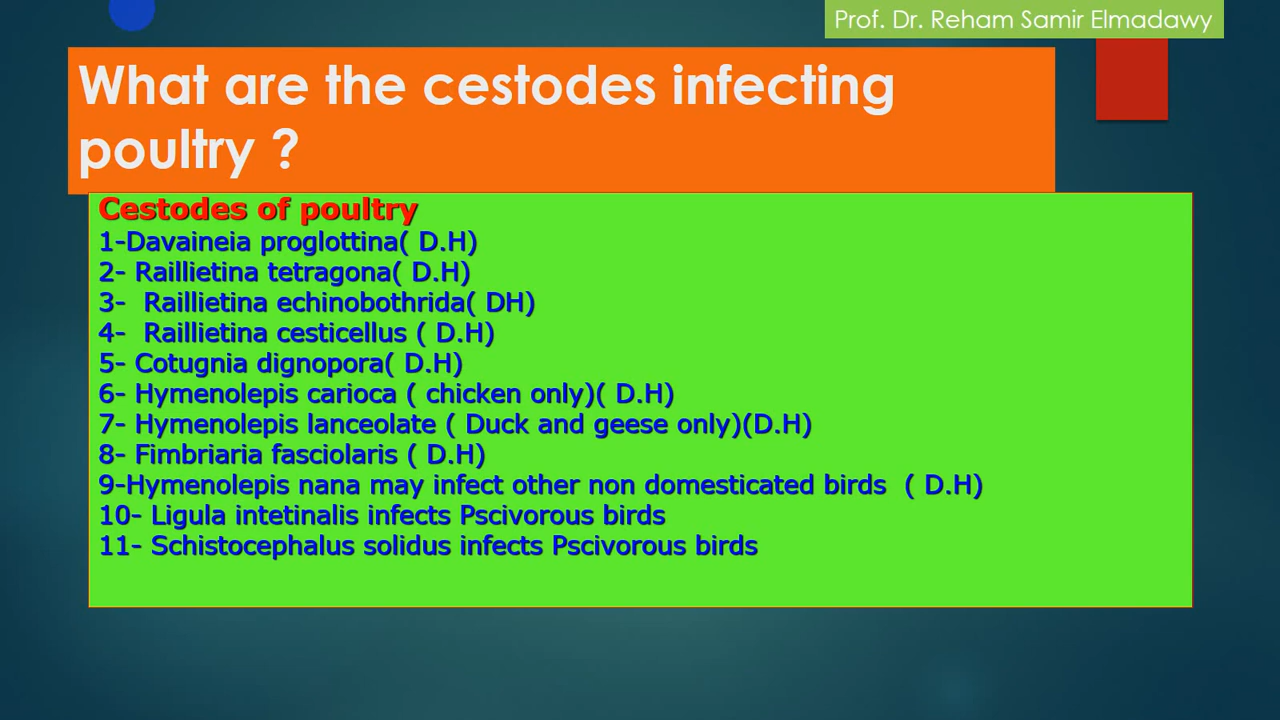 Prof. Dr. Reham Samir Elmadawy
What are the cestodes infecting
poultry ?
Cestodes of poultry
1-Davaineia proglottina( D.H)
2- Raillietina tetragona( D.H)
3-  Raillietina echinobothrida( DH)
4-  Raillietina cesticellus ( D.H)
5- Cotugnia dignopora( D.H)
6- Hymenolepis carioca ( chicken only)( D.H)
7- Hymenolepis lanceolate ( Duck and geese only)(D.H)
8- Fimbriaria fasciolaris ( D.H)
9-Hymenolepis nana may infect other non domesticated birds  ( D.H)
10- Ligula intetinalis infects Pscivorous birds
11- Schistocephalus solidus infects Pscivorous birds